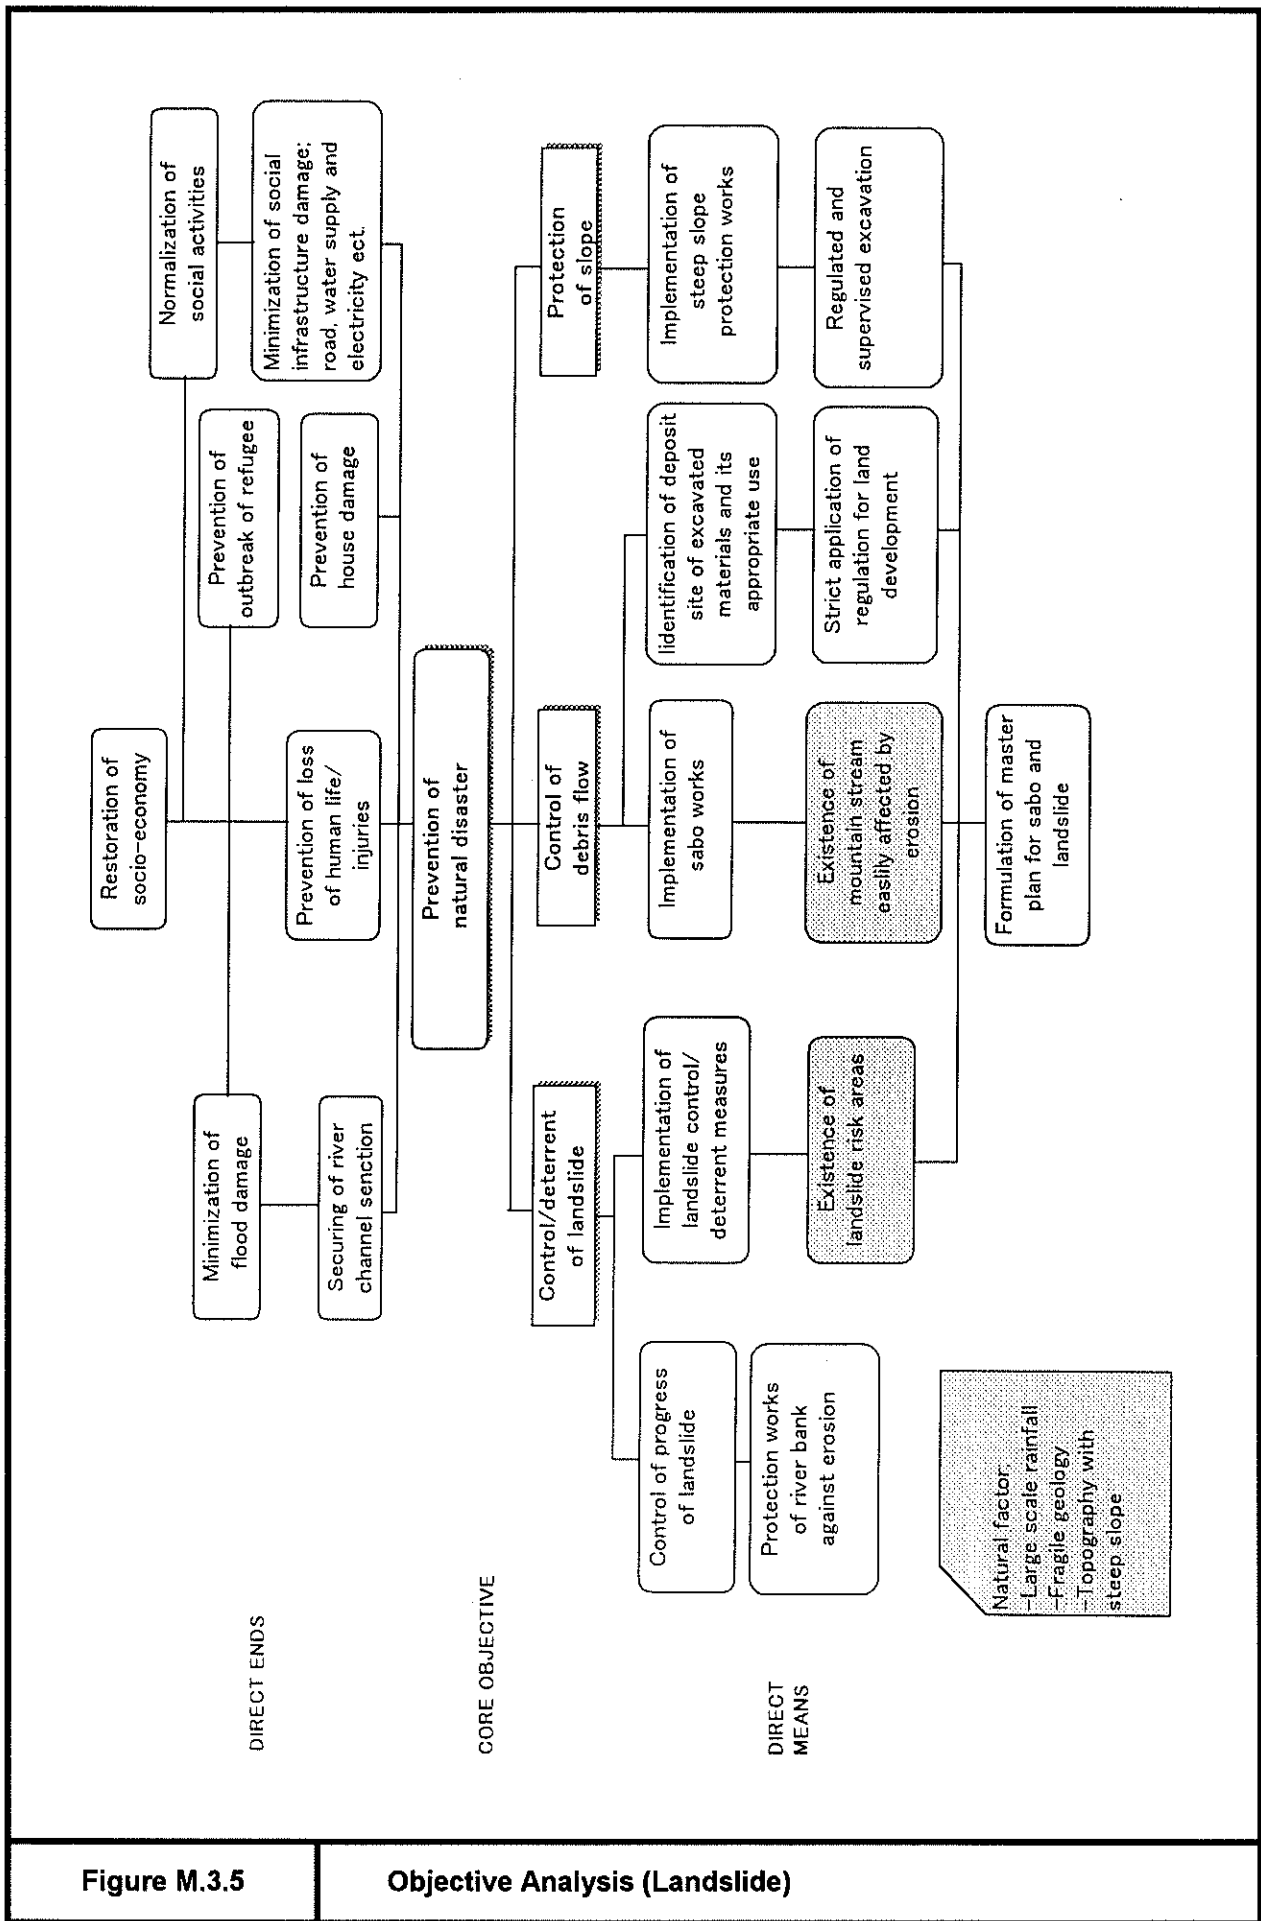 Restoration of
socio-economy
Normalization of
social activities
Minimization of
flood damage
Prevention of
outbreak of refugee
Minimization of social
infrastructure damage;
road, water supply and
electricity ect.
Securing of river
channel senction
Prevention of loss
of human life/
injuries
Prevention of
house damage
DIRECT ENDS
Prevention of
natural disaster
CORE OBJECTIVE
Control/deterrent
of landslide
Control of
debris flow
Protection
of slope
Control of progress
of landslide
Implementation of
landslide control/
deterrent measures
Implementation of
sabo works
Iidentification of deposit
site of excavated
materials and its
appropriate use
Implementation of
steep slope
protection works
DIRECT
MEANS
Protection works
of river bank
against erosion
Existence of
landslide risk areas
Existence of
mountain stream
easlily affected by
erosion
Strict application of
regulation for land
development
Regulated and
supervised excavation
Natural factor;
-Large scale rainfall
-Fragile geology
-Topography with
steep slope
Formulation of master
plan for sabo and
landslide
Figure M.3.5
Objective Analysis (Landslide)